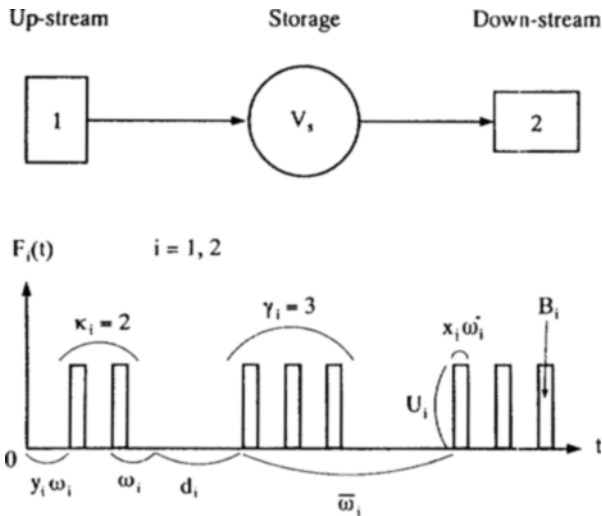 Up-stream Storage Down-stream
1 V_s 2
F_i(t) i = 1, 2
κ_i = 2 γ_i = 3 x_i ω_i^* B_i
U_i
0 t
y_i ω_i ω_i d_i ω̅_i